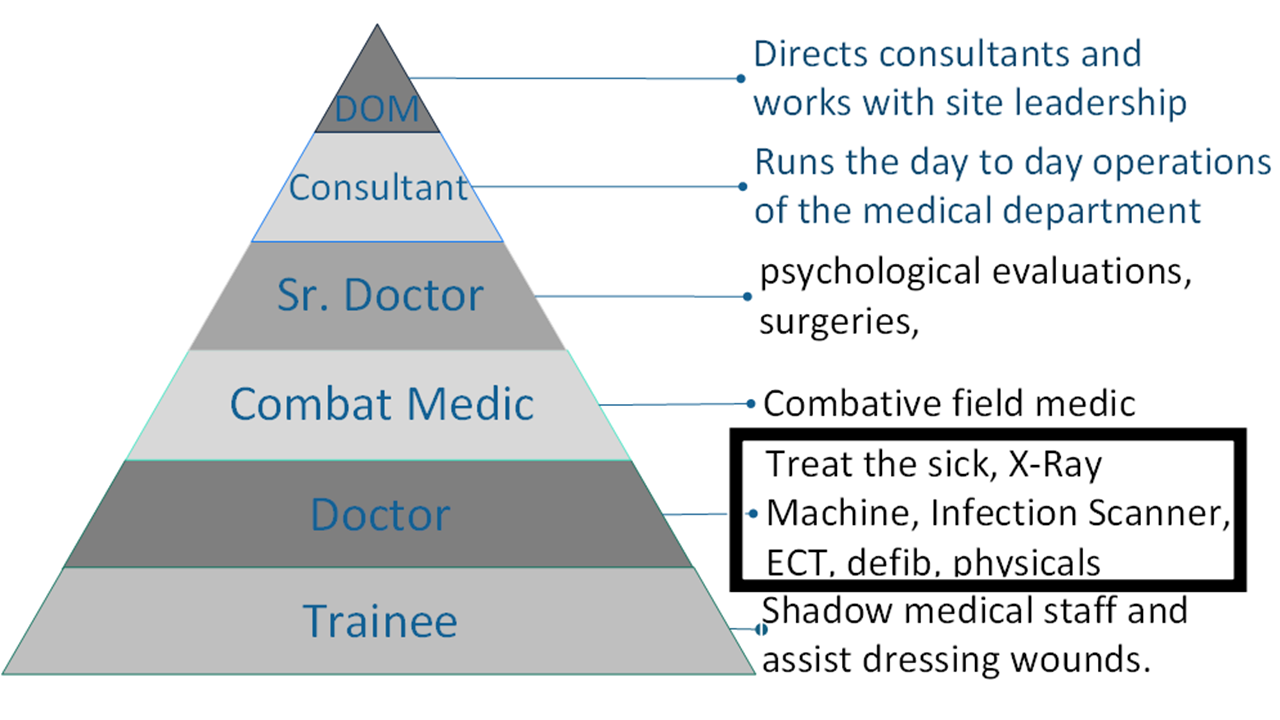 DOM
Directs consultants and
works with site leadership
Consultant
Runs the day to day operations
of the medical department
Sr. Doctor
psychological evaluations,
surgeries,
Combat Medic
Combative field medic
Doctor
Treat the sick, X-Ray
Machine, Infection Scanner,
ECT, defib, physicals
Trainee
Shadow medical staff and
assist dressing wounds.